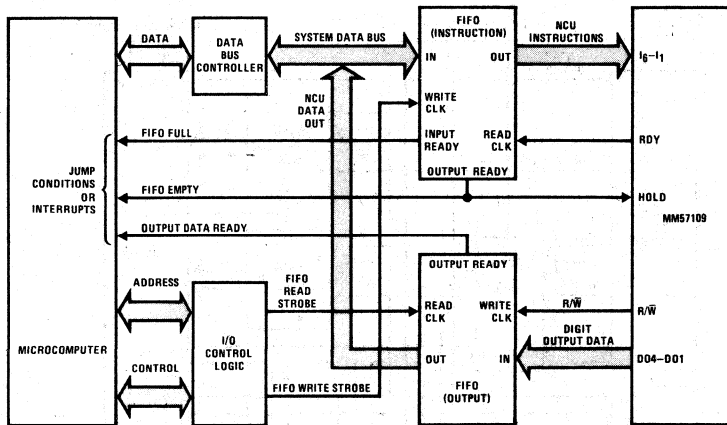 DATA
DATA
BUS
CONTROLLER
SYSTEM DATA BUS
FIFO
(INSTRUCTION)
IN
OUT
WRITE
CLK
INPUT
READY
READ
CLK
OUTPUT READY
NCU
INSTRUCTIONS
I6–I1
NCU
DATA
OUT
FIFO FULL
RDY
JUMP
CONDITIONS
OR
INTERRUPTS
FIFO EMPTY
HOLD
MM57109
OUTPUT DATA READY
OUTPUT READY
ADDRESS
FIFO
READ
STROBE
READ
CLK
WRITE
CLK
R/W̅
R/W̅
MICROCOMPUTER
I/O
CONTROL
LOGIC
DIGIT
OUTPUT DATA
OUT
IN
DO4–DO1
CONTROL
FIFO WRITE STROBE
FIFO
(OUTPUT)